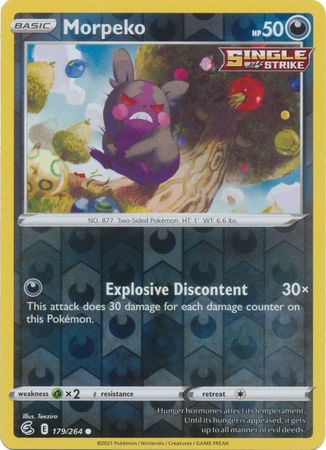 BASIC Morpeko HP 50
SINGLE STRIKE
NO. 877 Two-Sided Pokémon HT: 1' WT: 6.6 lbs.
Explosive Discontent 30×
This attack does 30 damage for each damage counter on
this Pokémon.
weakness ×2 resistance retreat
Illus. Teeziro
Hunger hormones affect its temperament.
Until its hunger is appeased, it gets
up to all manner of evil deeds.
E 179/264
©2021 Pokémon / Nintendo / Creatures / GAME FREAK